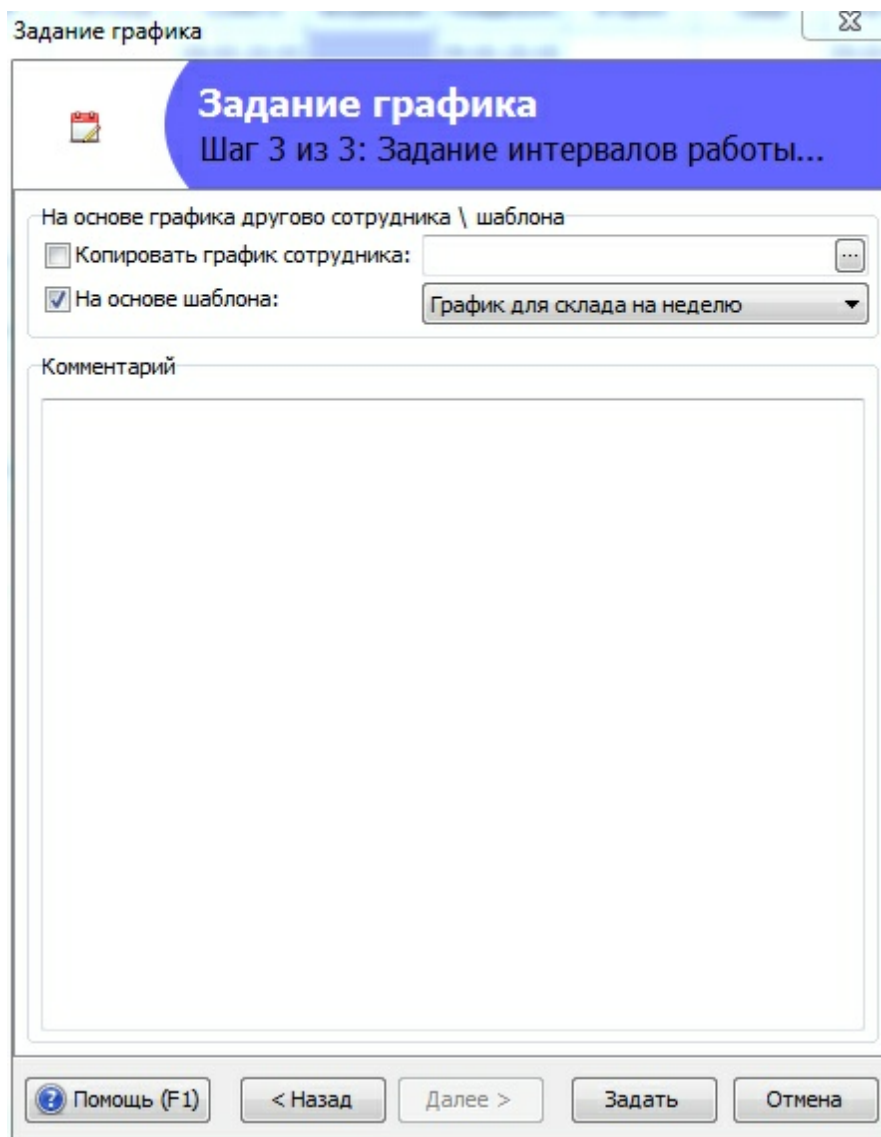 Задание графика
Задание графика
Шаг 3 из 3: Задание интервалов работы...
На основе графика другово сотрудника \ шаблона
Копировать график сотрудника: ...
На основе шаблона: График для склада на неделю
Комментарий
Помощь (F1) < Назад Далее > Задать Отмена